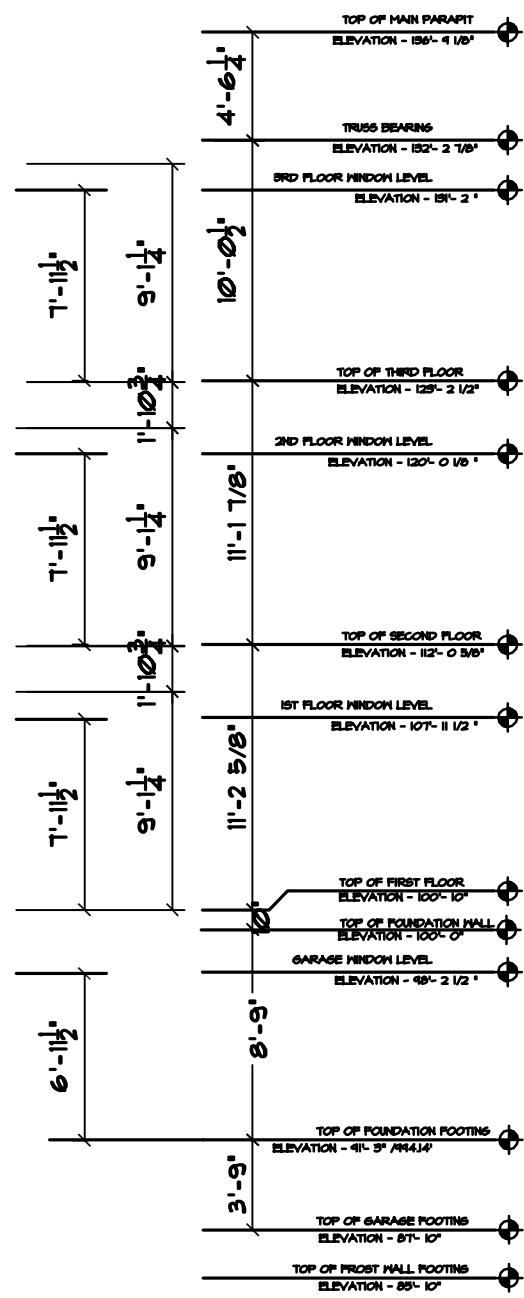 TOP OF MAIN PARAPIT
ELEVATION - 136'- 9 1/8"
4'-6 1/4"
TRUSS BEARING
ELEVATION - 132'- 2 7/8"
3RD FLOOR WINDOW LEVEL
ELEVATION - 131'- 2 "
7'-11 1/2"
9'-1 1/4"
10'-0 1/2"
TOP OF THIRD FLOOR
ELEVATION - 123'- 2 1/2"
1'-10 3/4"
2ND FLOOR WINDOW LEVEL
ELEVATION - 120'- 0 1/8 "
7'-11 1/2"
9'-1 1/4"
11'-1 7/8"
TOP OF SECOND FLOOR
ELEVATION - 112'- 0 5/8"
1'-10 3/4"
1ST FLOOR WINDOW LEVEL
ELEVATION - 107'- 11 1/2 "
7'-11 1/2"
9'-1 1/4"
11'-2 5/8"
TOP OF FIRST FLOOR
ELEVATION - 100'- 10"
TOP OF FOUNDATION WALL
ELEVATION - 100'- 0"
GARAGE WINDOW LEVEL
ELEVATION - 98'- 2 1/2 "
6'-11 1/2"
8'-9"
TOP OF FOUNDATION FOOTING
ELEVATION - 91'- 3" /994.14'
3'-9"
TOP OF GARAGE FOOTING
ELEVATION - 87'- 10"
TOP OF FROST WALL FOOTING
ELEVATION - 85'- 10"